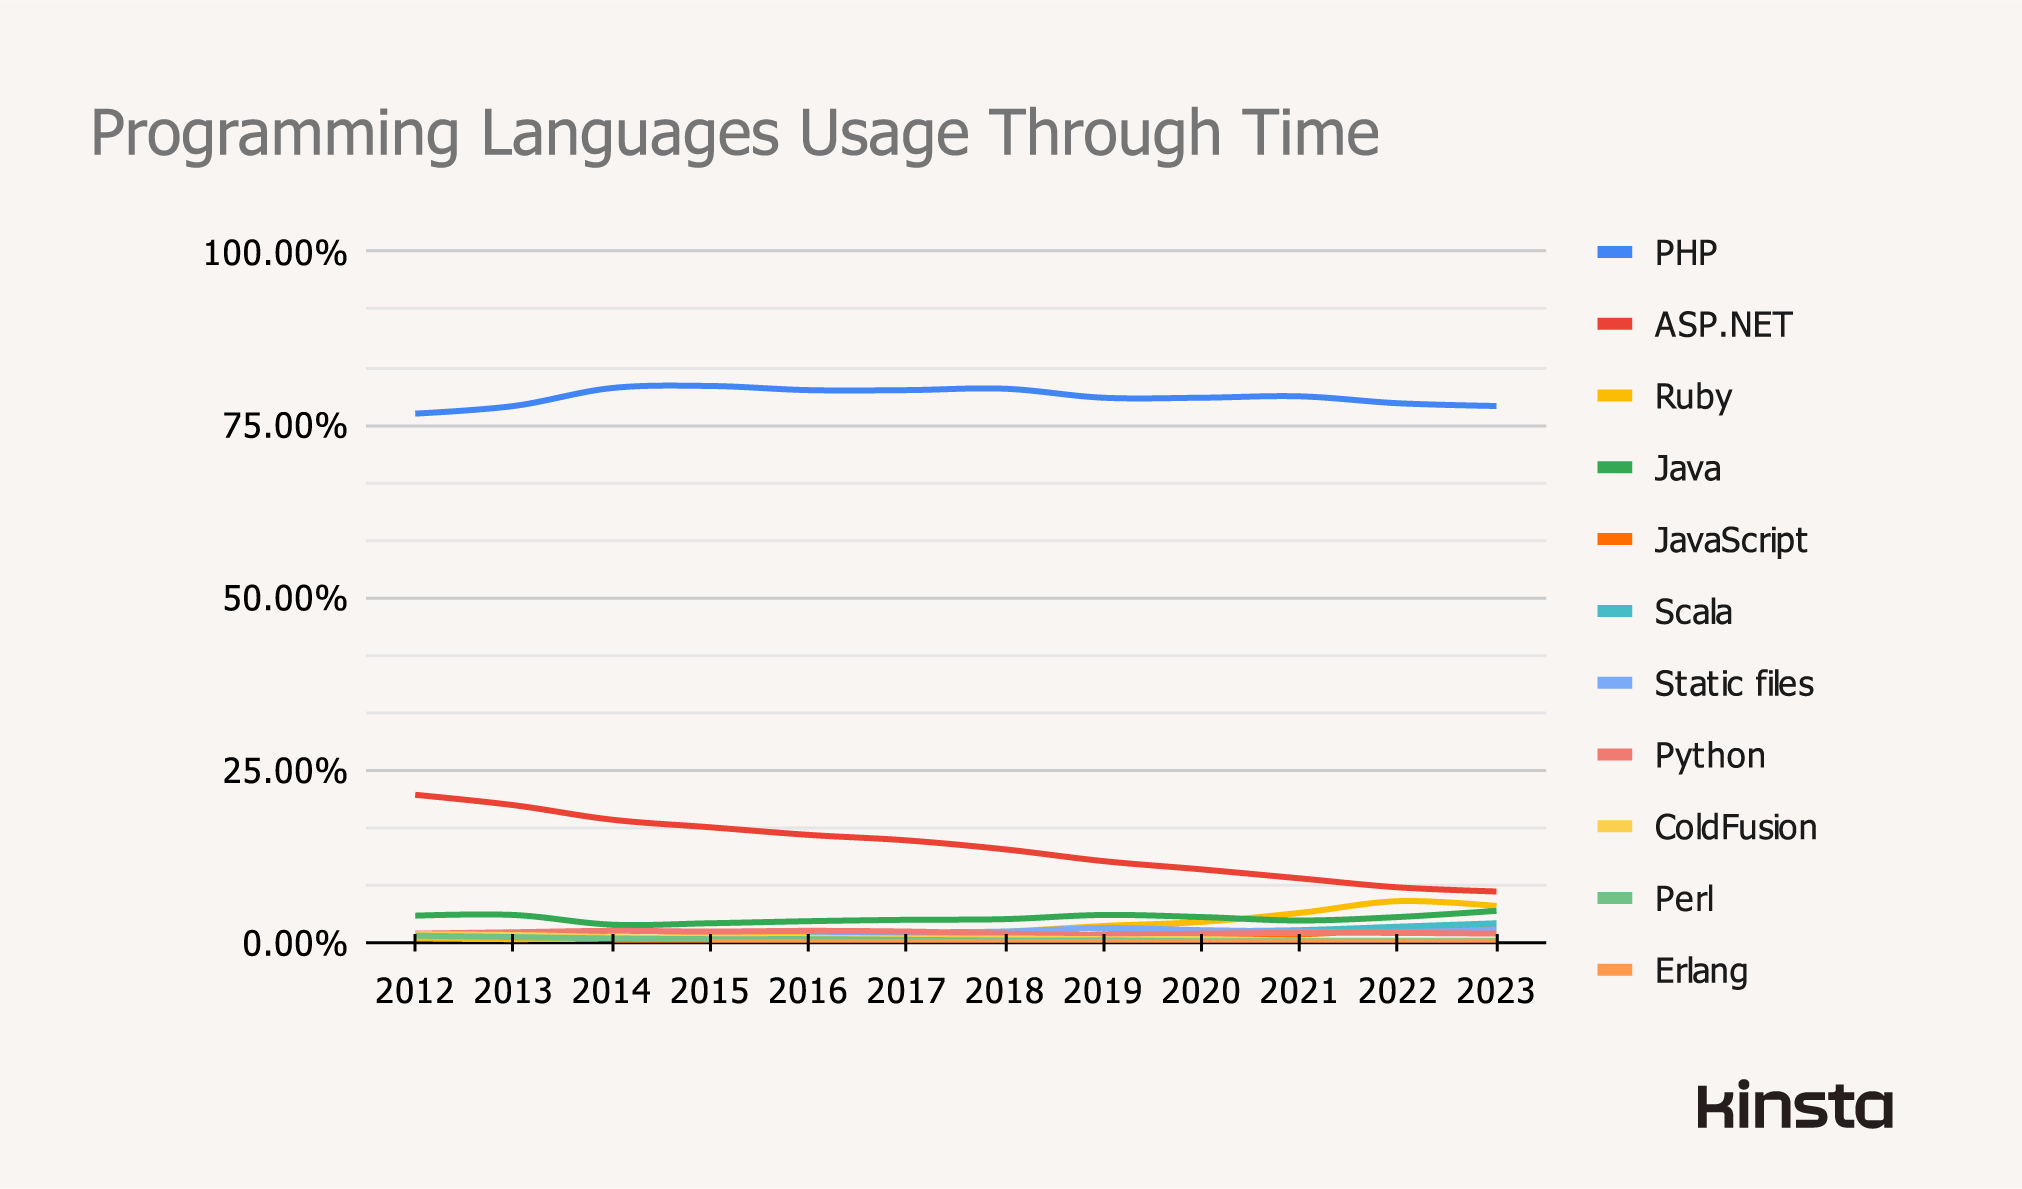 Programming Languages Usage Through Time
100.00%
75.00%
50.00%
25.00%
0.00%
2012 2013 2014 2015 2016 2017 2018 2019 2020 2021 2022 2023
PHP
ASP.NET
Ruby
Java
JavaScript
Scala
Static files
Python
ColdFusion
Perl
Erlang
kinsta